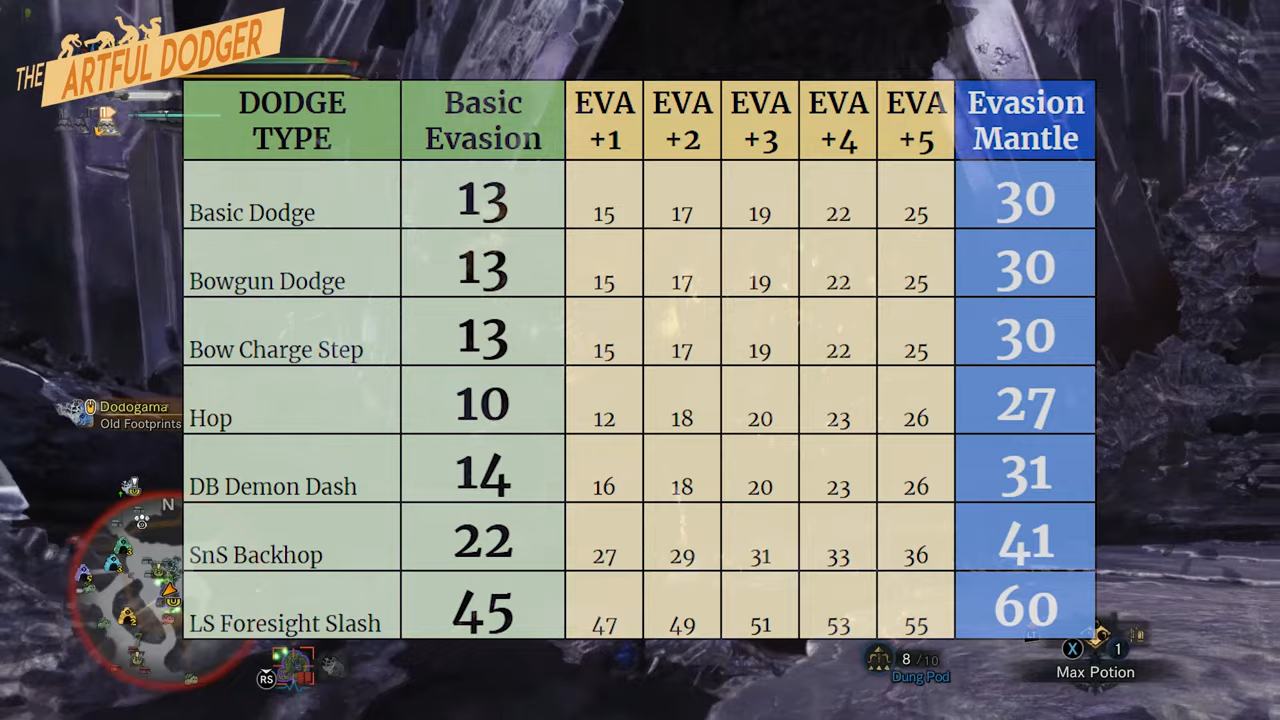 THE ARTFUL DODGER
DODGE TYPE Basic Evasion EVA +1 EVA +2 EVA +3 EVA +4 EVA +5 Evasion Mantle
Basic Dodge 13 15 17 19 22 25 30
Bowgun Dodge 13 15 17 19 22 25 30
Bow Charge Step 13 15 17 19 22 25 30
Hop 10 12 18 20 23 26 27
DB Demon Dash 14 16 18 20 23 26 31
SnS Backhop 22 27 29 31 33 36 41
LS Foresight Slash 45 47 49 51 53 55 60
Dodogama
Old Footprints
N
RS
8 /10
Dung Pod
X 1
Max Potion